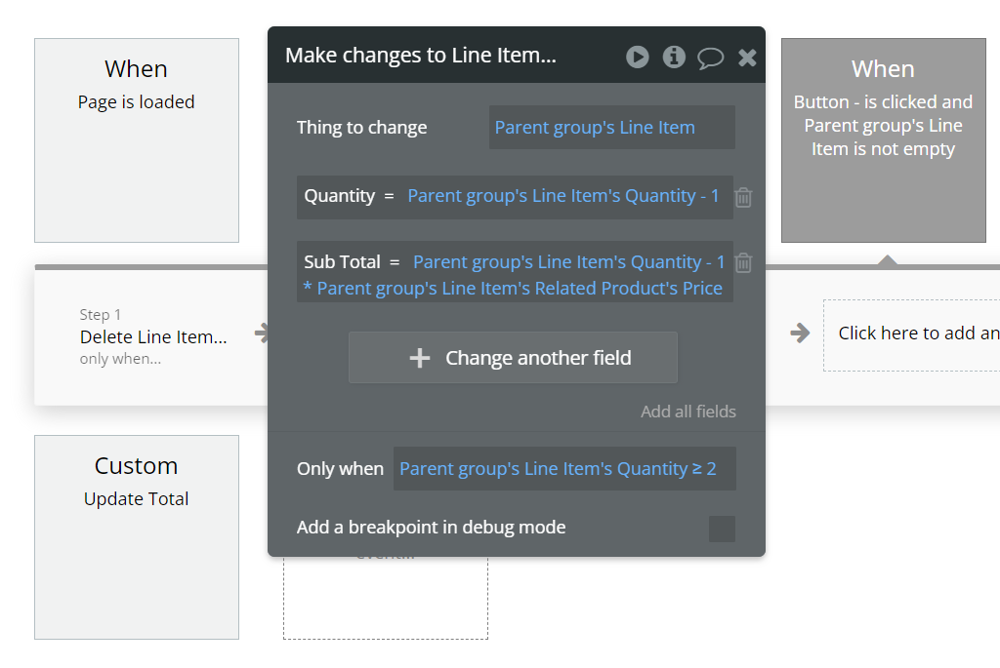 When
Page is loaded
Make changes to Line Item...
When
Button - is clicked and
Parent group's Line
Item is not empty
Thing to change
Parent group's Line Item
Quantity = Parent group's Line Item's Quantity - 1
Sub Total = Parent group's Line Item's Quantity - 1
* Parent group's Line Item's Related Product's Price
Change another field
Add all fields
Only when Parent group's Line Item's Quantity ≥ 2
Add a breakpoint in debug mode
Step 1
Delete Line Item...
only when...
Click here to add an
Custom
Update Total